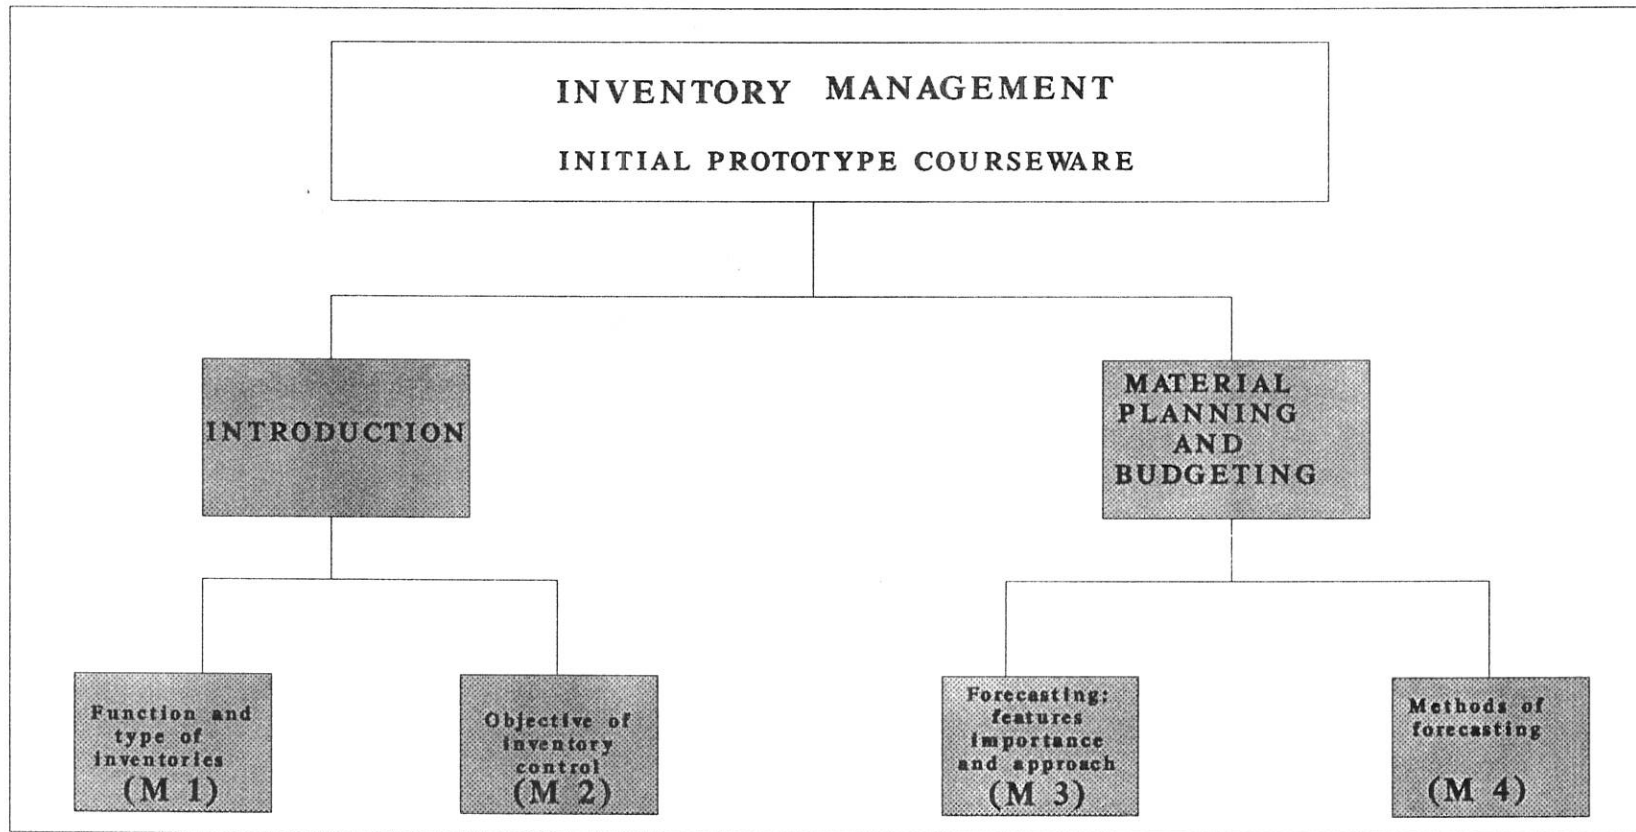 INVENTORY MANAGEMENT
INITIAL PROTOTYPE COURSEWARE
INTRODUCTION
MATERIAL
PLANNING
AND
BUDGETING
Function and
type of
inventories
(M 1)
Objective of
inventory
control
(M 2)
Forecasting:
features
importance
and approach
(M 3)
Methods of
forecasting
(M 4)